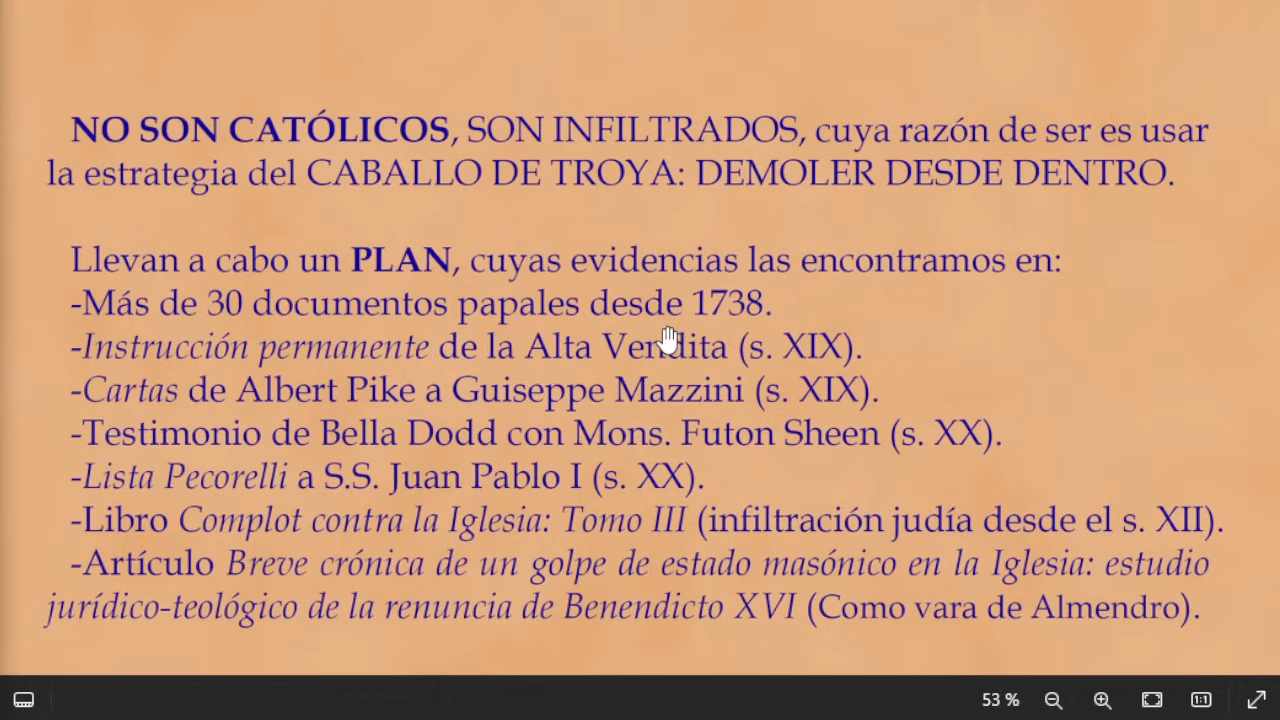 NO SON CATÓLICOS, SON INFILTRADOS, cuya razón de ser es usar
la estrategia del CABALLO DE TROYA: DEMOLER DESDE DENTRO.
Llevan a cabo un PLAN, cuyas evidencias las encontramos en:
-Más de 30 documentos papales desde 1738.
-Instrucción permanente de la Alta Vendita (s. XIX).
-Cartas de Albert Pike a Guiseppe Mazzini (s. XIX).
-Testimonio de Bella Dodd con Mons. Futon Sheen (s. XX).
-Lista Pecorelli a S.S. Juan Pablo I (s. XX).
-Libro Complot contra la Iglesia: Tomo III (infiltración judía desde el s. XII).
-Artículo Breve crónica de un golpe de estado masónico en la Iglesia: estudio
jurídico-teológico de la renuncia de Benendicto XVI (Como vara de Almendro).
53 %
1:1